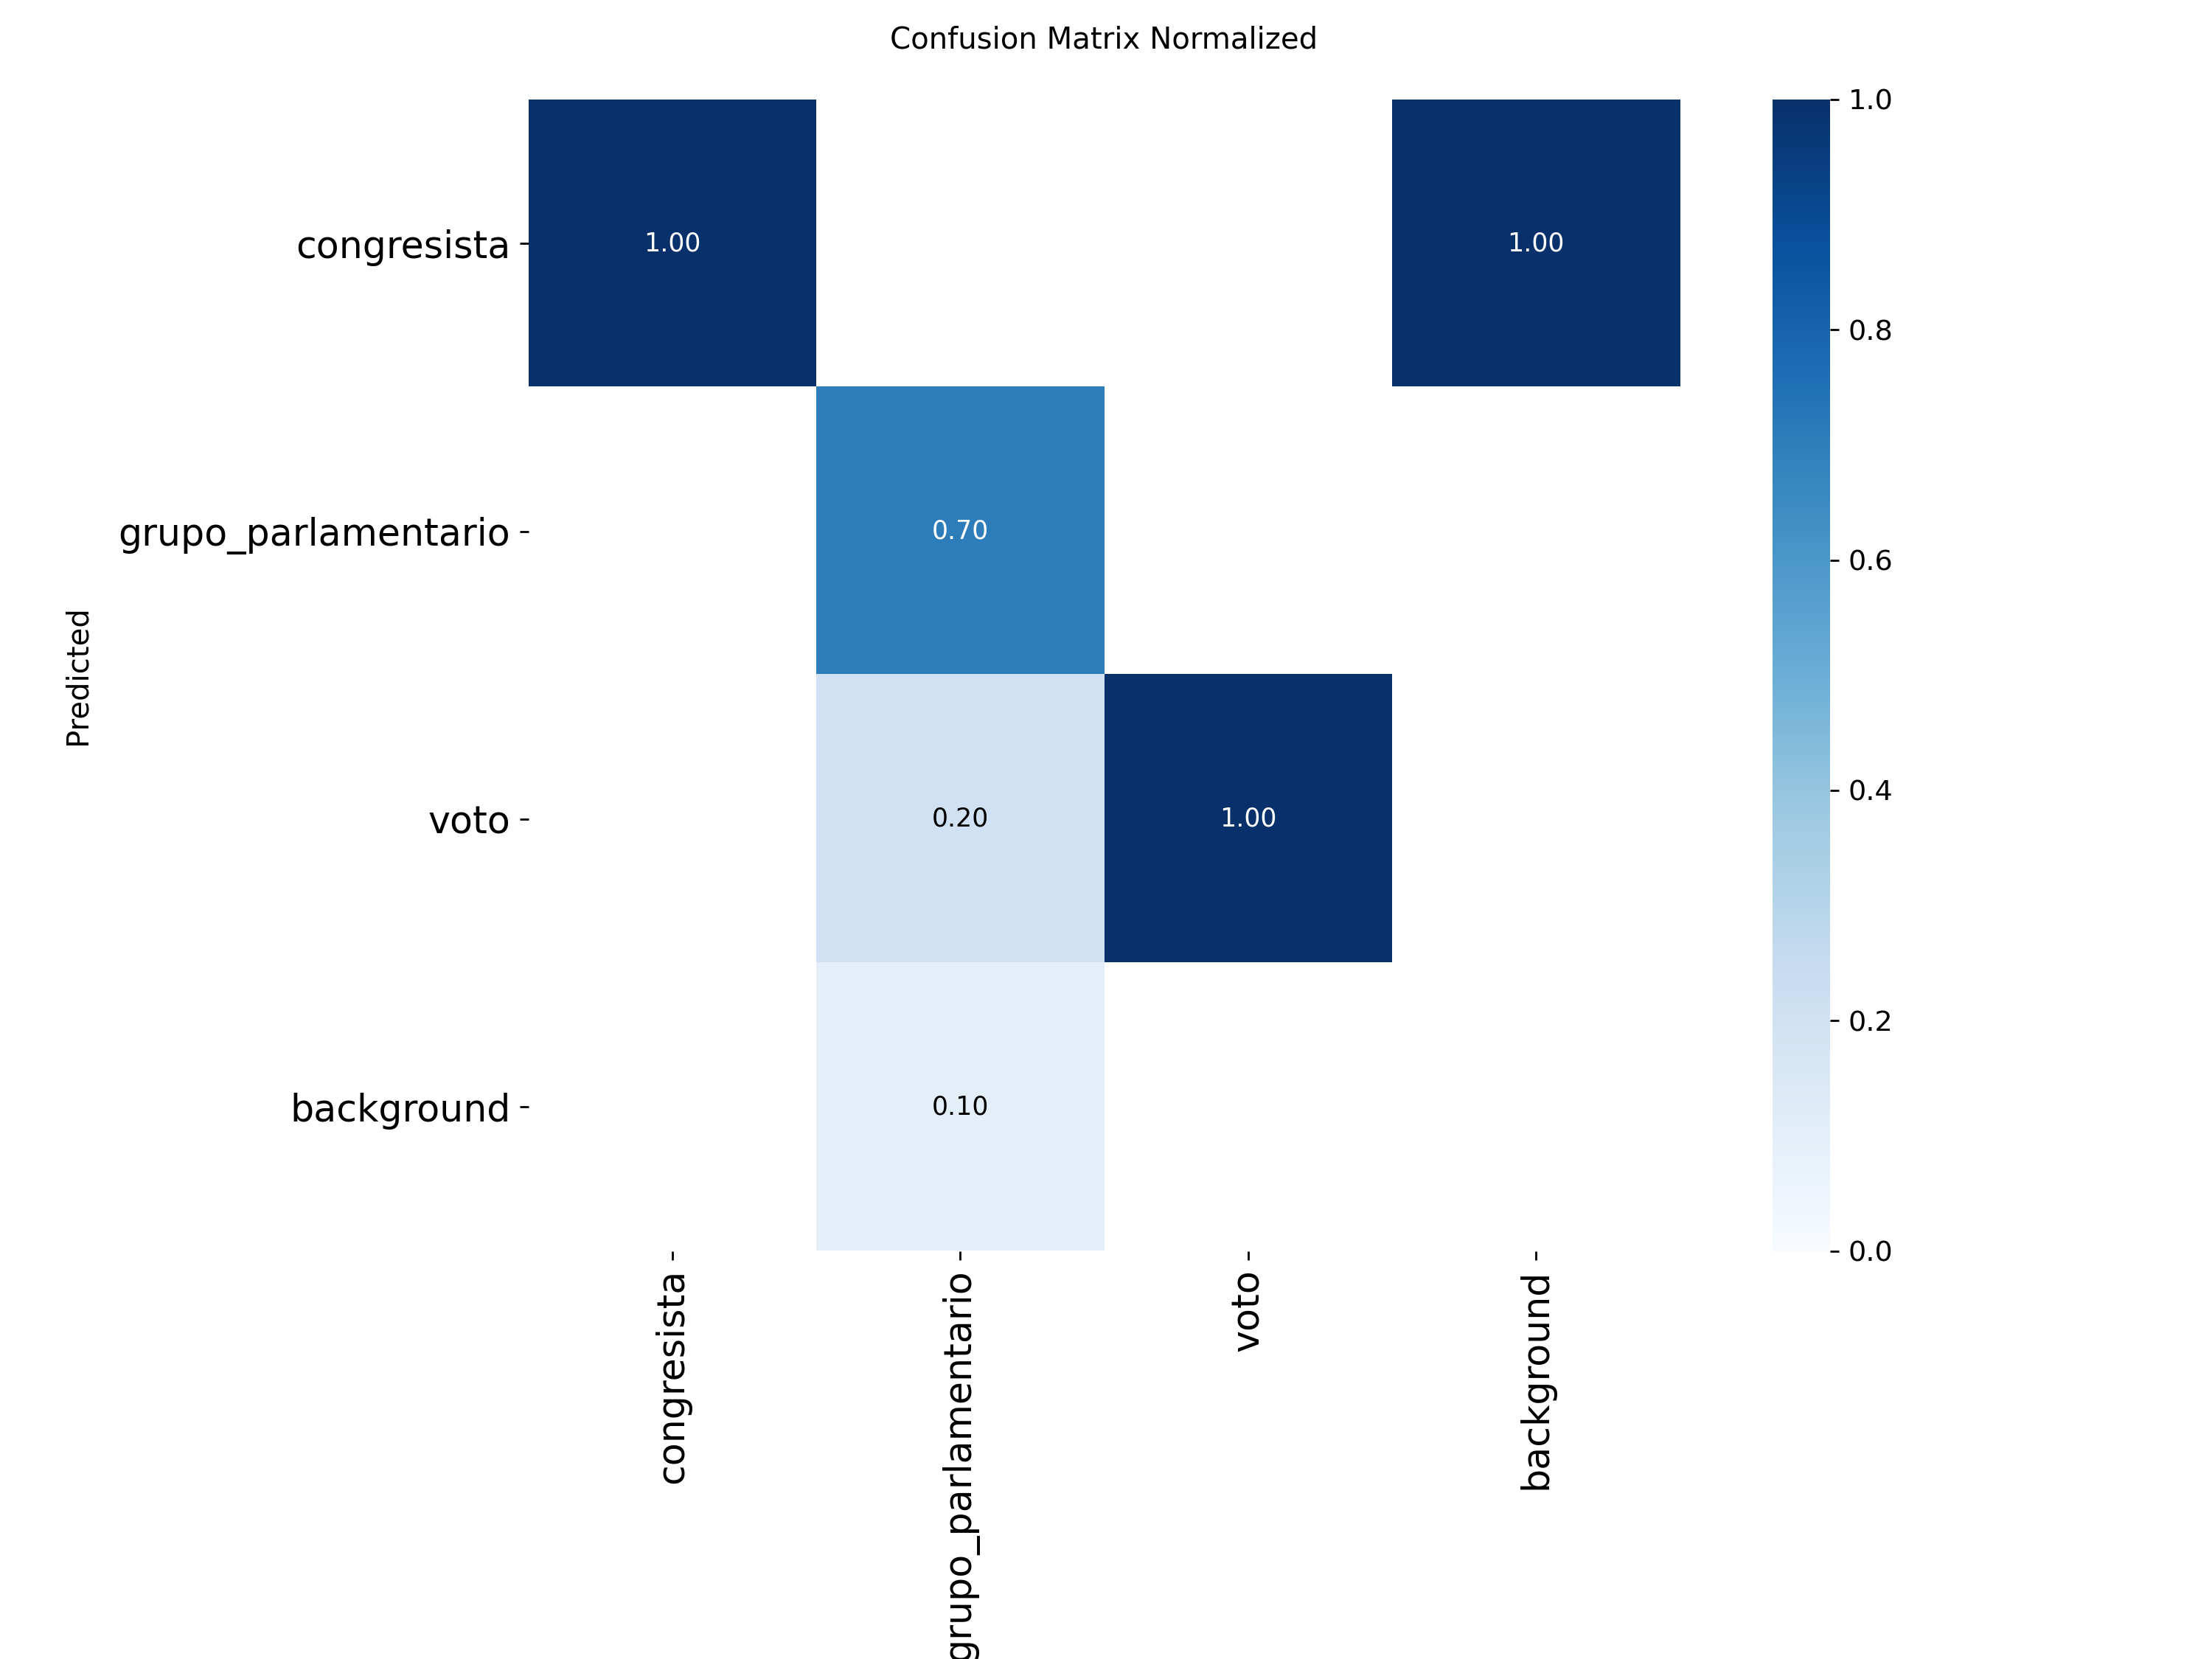 Confusion Matrix Normalized
Predicted
congresista
grupo_parlamentario
voto
background
1.00
1.00
0.70
0.20
1.00
0.10
congresista
grupo_parlamentario
voto
background
1.0
0.8
0.6
0.4
0.2
0.0